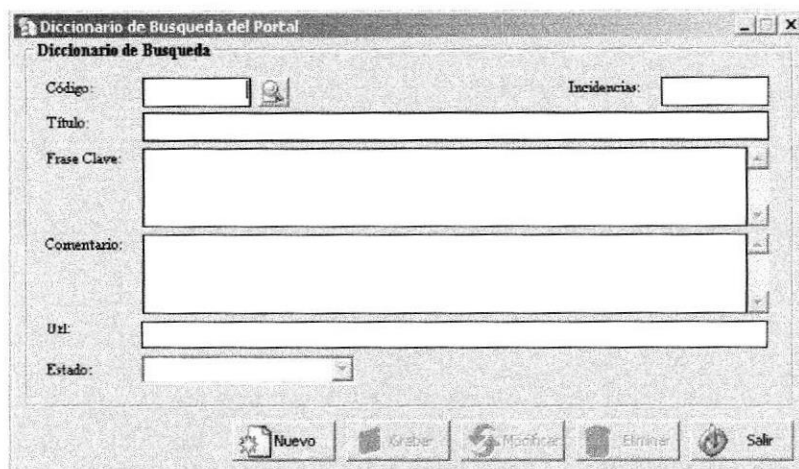 Diccionario de Busqueda del Portal
Diccionario de Busqueda
Código: Incidencias:
Título:
Frase Clave:
Comentario:
Url:
Estado:
Nuevo Grabar Modificar Eliminar Salir